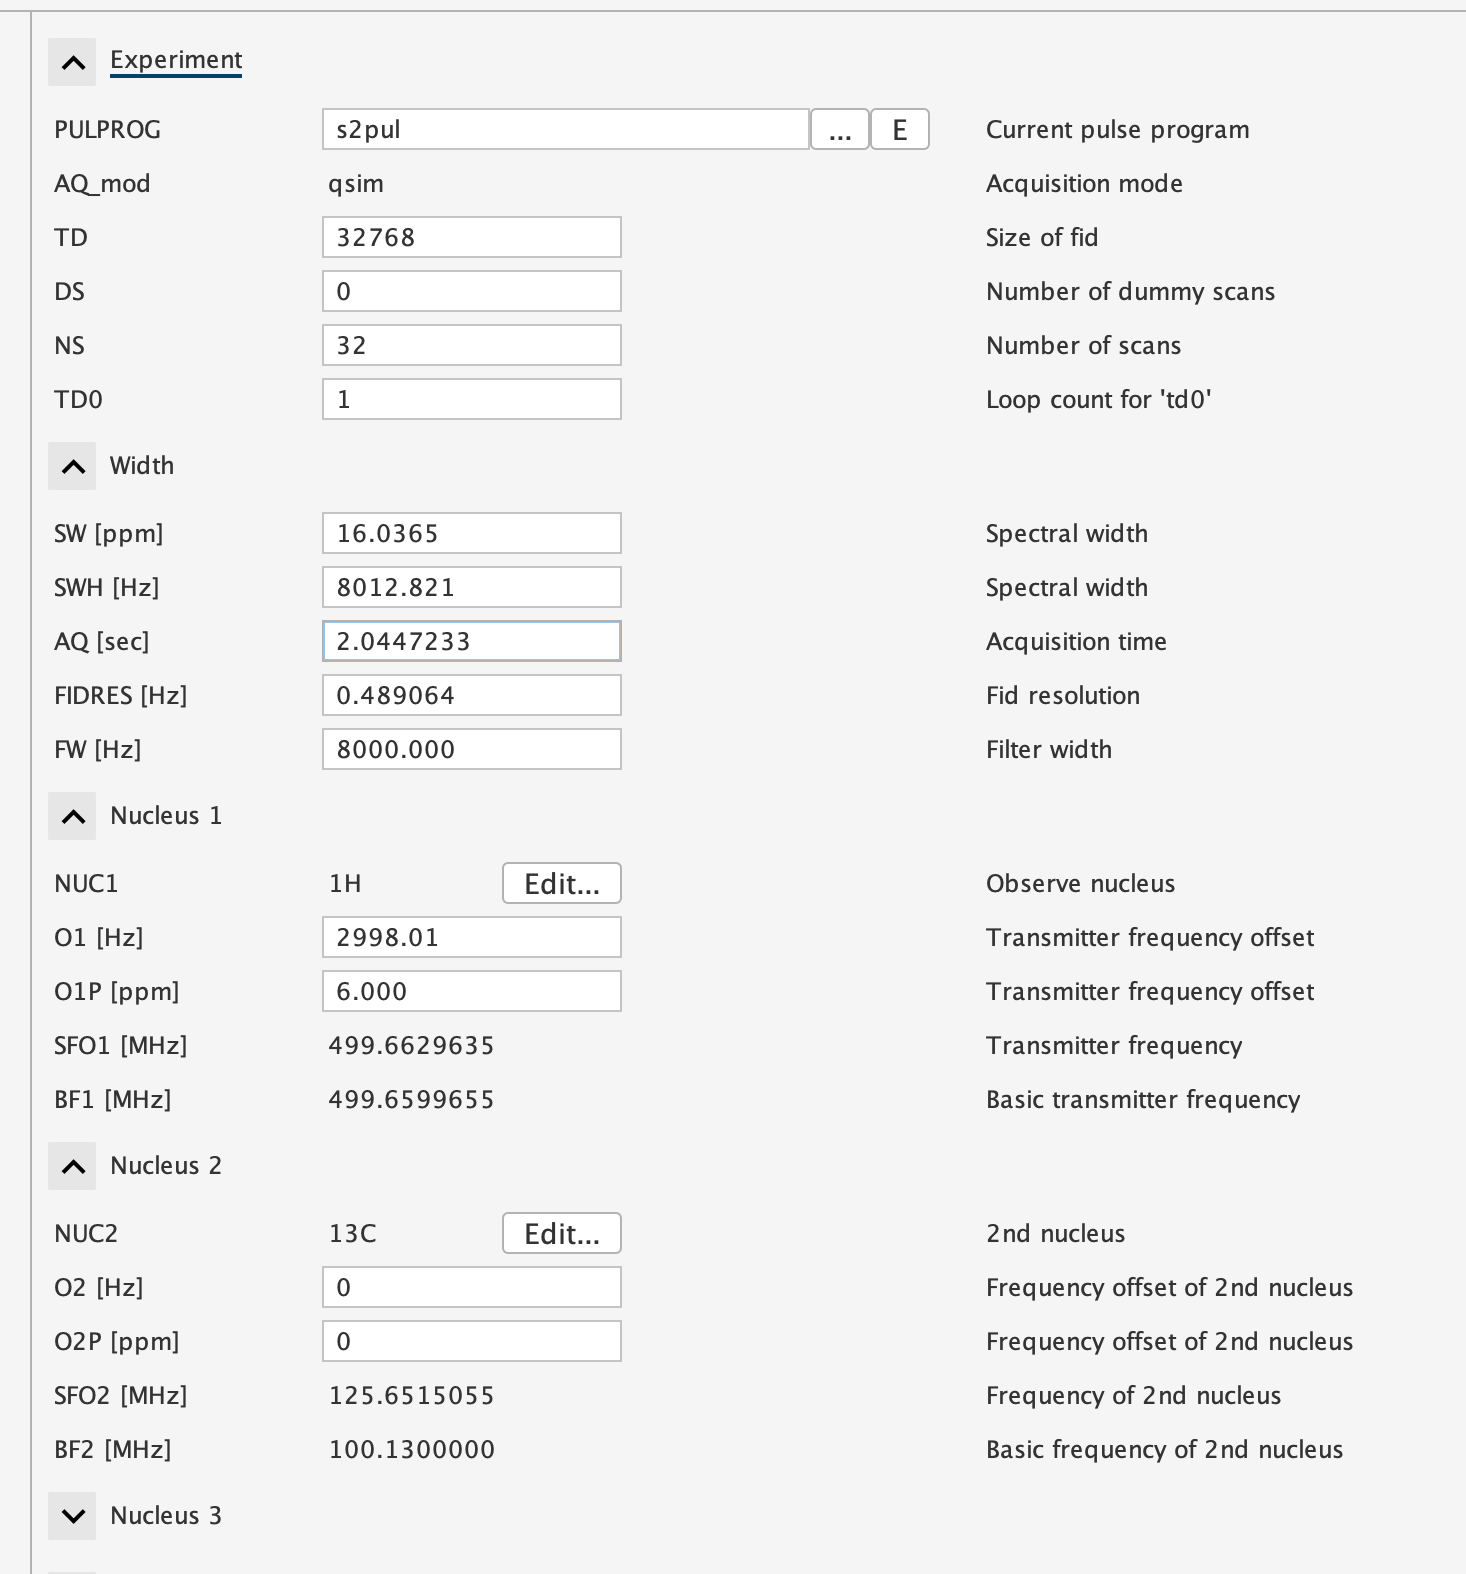 Experiment
PULPROG s2pul ... E Current pulse program
AQ_mod qsim Acquisition mode
TD 32768 Size of fid
DS 0 Number of dummy scans
NS 32 Number of scans
TD0 1 Loop count for 'td0'
Width
SW [ppm] 16.0365 Spectral width
SWH [Hz] 8012.821 Spectral width
AQ [sec] 2.0447233 Acquisition time
FIDRES [Hz] 0.489064 Fid resolution
FW [Hz] 8000.000 Filter width
Nucleus 1
NUC1 1H Edit... Observe nucleus
O1 [Hz] 2998.01 Transmitter frequency offset
O1P [ppm] 6.000 Transmitter frequency offset
SFO1 [MHz] 499.6629635 Transmitter frequency
BF1 [MHz] 499.6599655 Basic transmitter frequency
Nucleus 2
NUC2 13C Edit... 2nd nucleus
O2 [Hz] 0 Frequency offset of 2nd nucleus
O2P [ppm] 0 Frequency offset of 2nd nucleus
SFO2 [MHz] 125.6515055 Frequency of 2nd nucleus
BF2 [MHz] 100.1300000 Basic frequency of 2nd nucleus
Nucleus 3